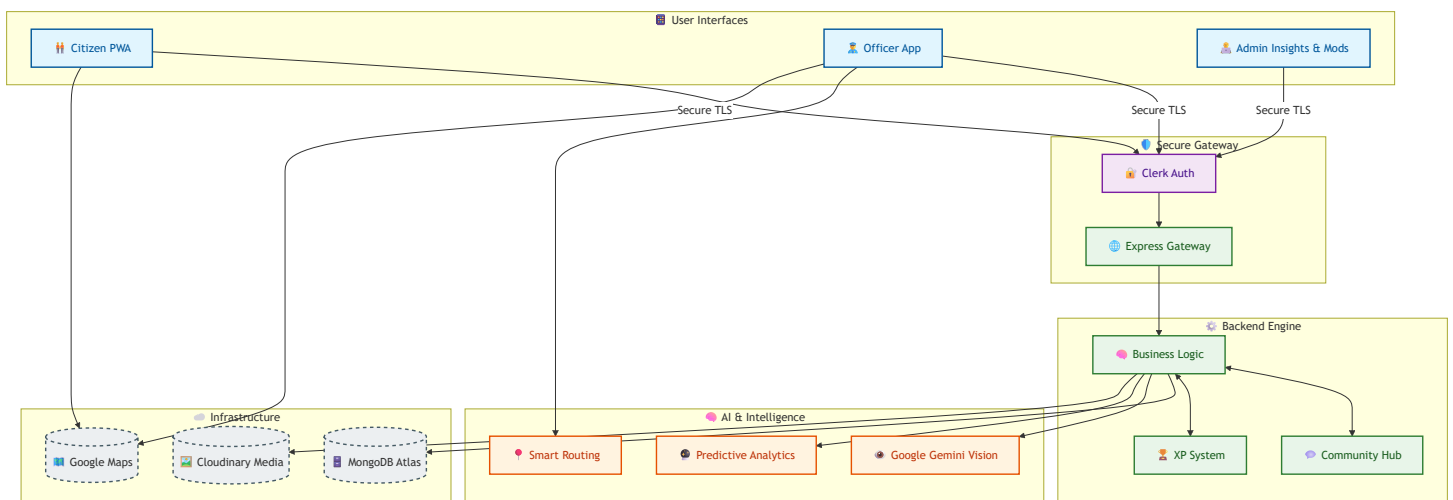 User Interfaces
Citizen PWA
Officer App
Admin Insights & Mods
Secure TLS
Secure TLS
Secure TLS
Secure Gateway
Clerk Auth
Express Gateway
Backend Engine
Business Logic
Infrastructure
AI & Intelligence
Google Maps
Cloudinary Media
MongoDB Atlas
Smart Routing
Predictive Analytics
Google Gemini Vision
XP System
Community Hub